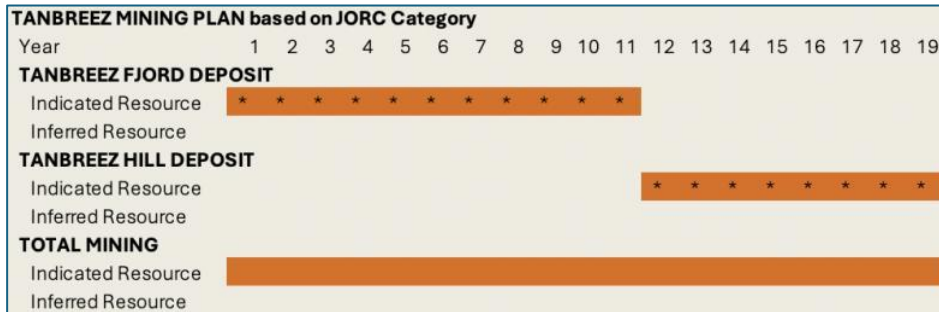 TANBREEZ MINING PLAN based on JORC Category
Year 1 2 3 4 5 6 7 8 9 10 11 12 13 14 15 16 17 18 19
TANBREEZ FJORD DEPOSIT
Indicated Resource * * * * * * * * * * *
Inferred Resource
TANBREEZ HILL DEPOSIT
Indicated Resource * * * * * * * *
Inferred Resource
TOTAL MINING
Indicated Resource
Inferred Resource